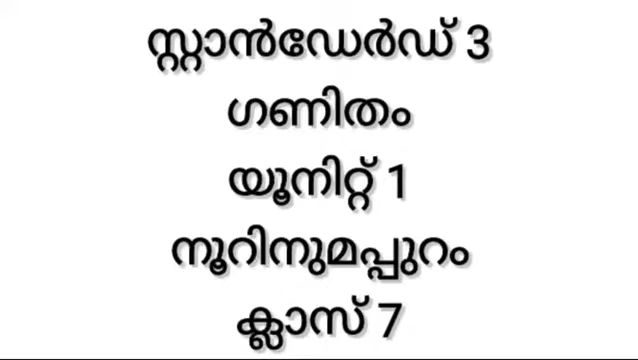 സ്റ്റാൻഡേർഡ് 3
ഗണിതം
യൂനിറ്റ് 1
നൂറിനുമപ്പുറം
ക്ലാസ് 7